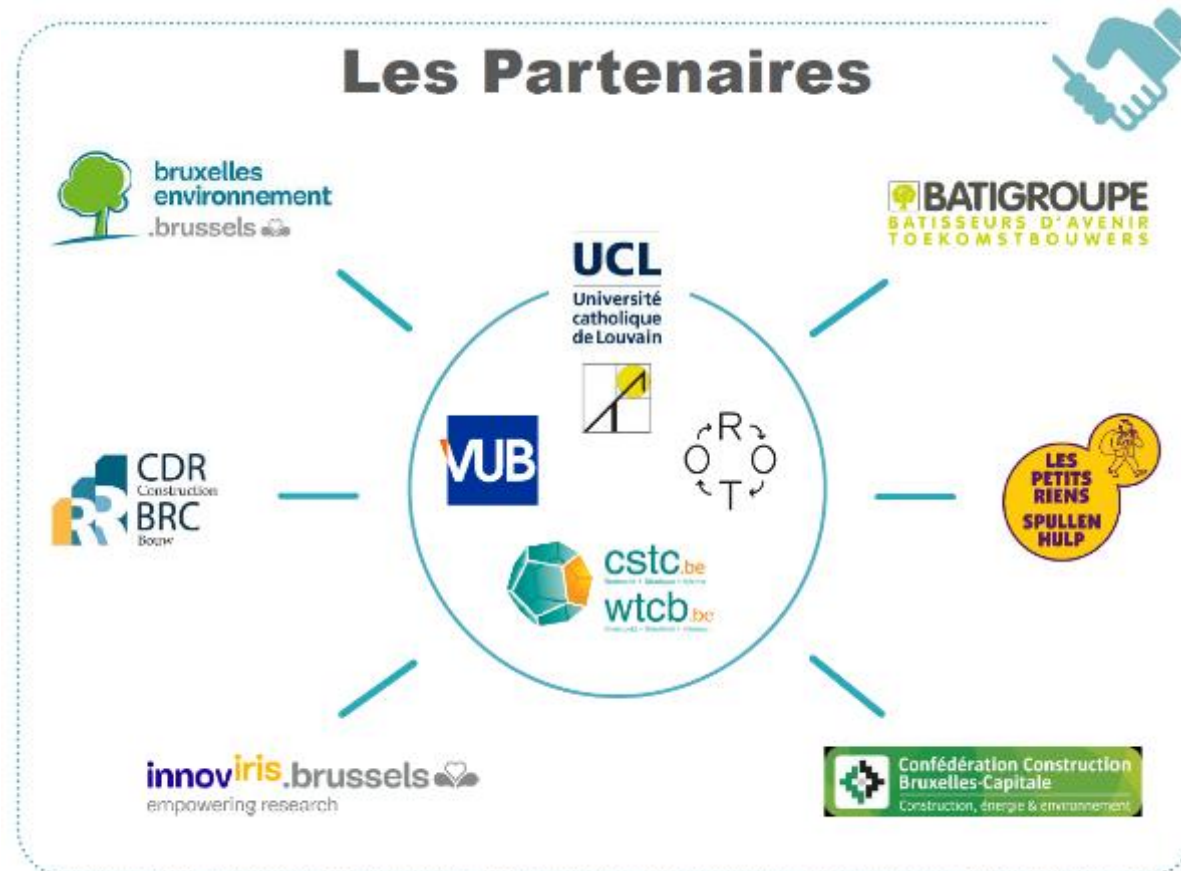 Les Partenaires
bruxelles
environnement
.brussels
BATIGROUPE
BATISSEURS D'AVENIR
TOEKOMSTBOUWERS
UCL
Université
catholique
de Louvain
VUB
R
O O
T
CDR
Construction
BRC
Bouw
LES
PETITS
RIENS
SPULLEN
HULP
cstc.be
wtcb.be
innoviris.brussels
empowering research
Confédération Construction
Bruxelles-Capitale
Construction, énergie & environnement